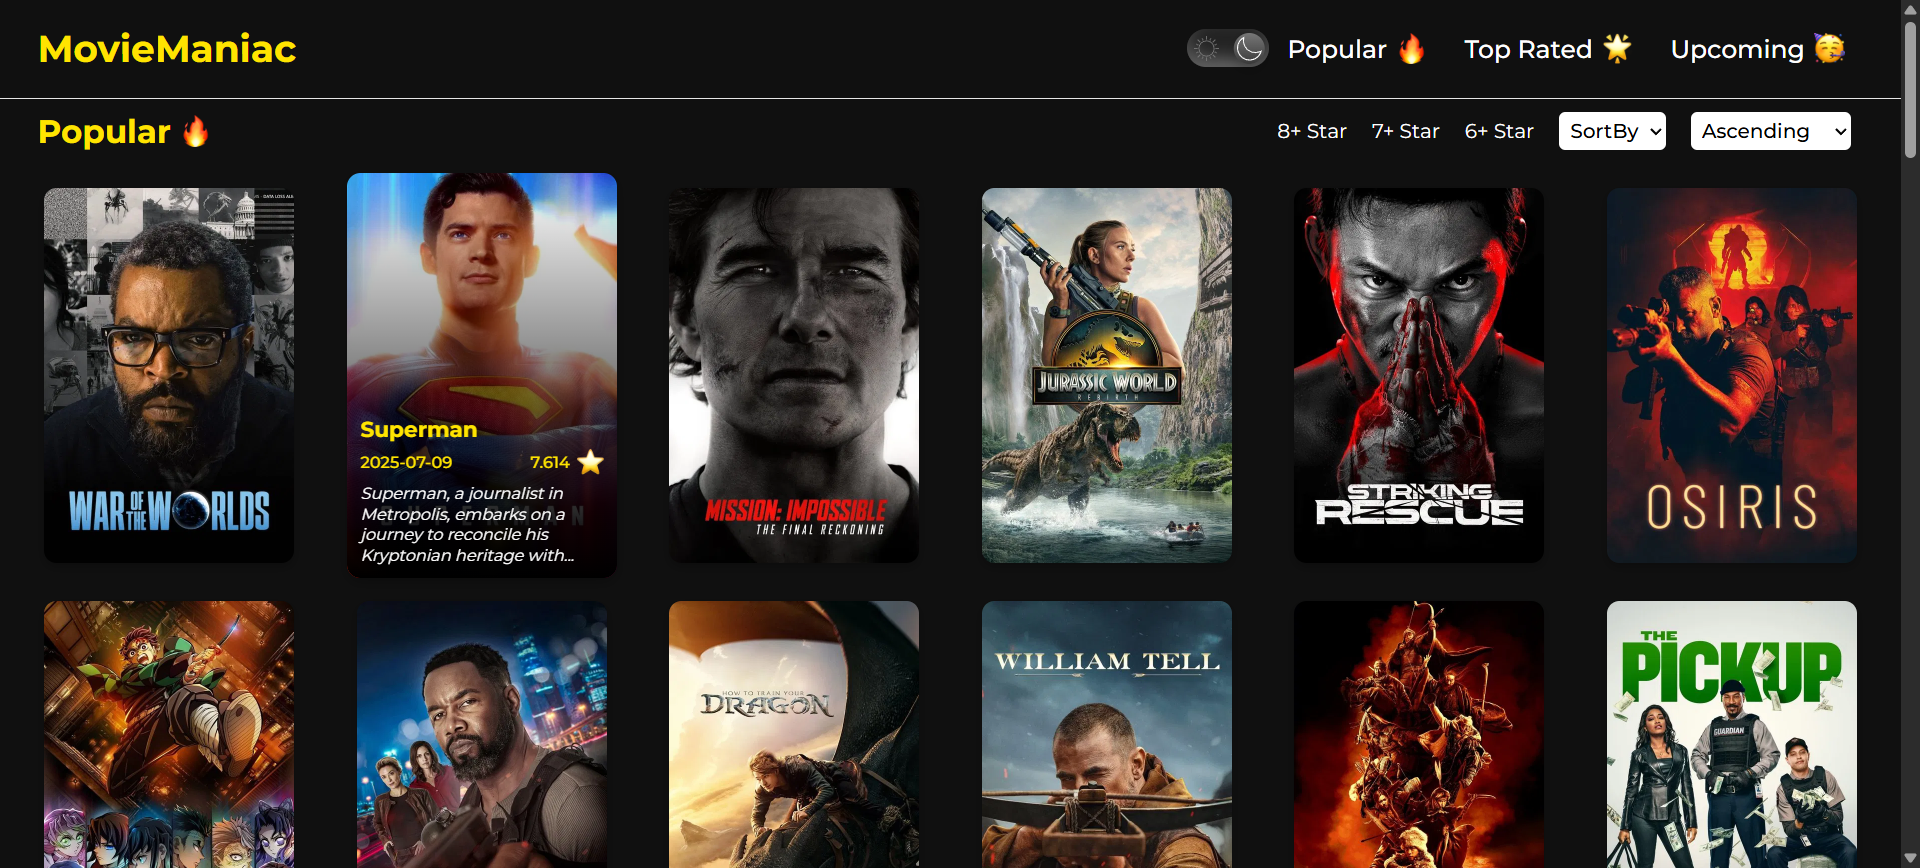 MovieManiac
Popular 🔥
Top Rated 🌟
Upcoming 🥳
Popular 🔥
8+ Star
7+ Star
6+ Star
SortBy
Ascending
WAR OF THE WORLDS
Superman
2025-07-09
7.614 ⭐
Superman, a journalist in
Metropolis, embarks on a
journey to reconcile his
Kryptonian heritage with...
MISSION: IMPOSSIBLE
THE FINAL RECKONING
JURASSIC WORLD
REBIRTH
STRIKING
RESCUE
OSIRIS
HOW TO TRAIN YOUR
DRAGON
WILLIAM TELL
THE
PICKUP
GUARDIAN